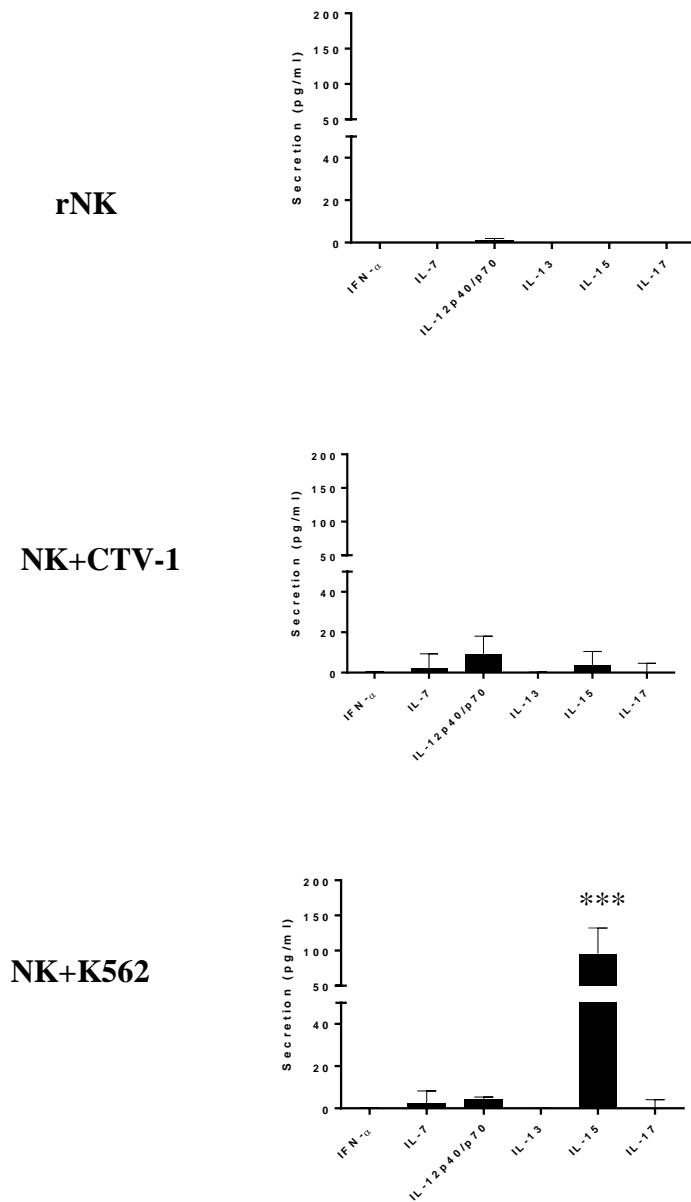 200
150
100
50
40
20
0
Secretion (pg/ml)
rNK
IFN-α
IL-7
IL-12p40/p70
IL-13
IL-15
IL-17
200
150
100
50
40
20
0
Secretion (pg/ml)
NK+CTV-1
IFN-α
IL-7
IL-12p40/p70
IL-13
IL-15
IL-17
200
150
100
50
40
20
0
Secretion (pg/ml)
***
NK+K562
IFN-α
IL-7
IL-12p40/p70
IL-13
IL-15
IL-17